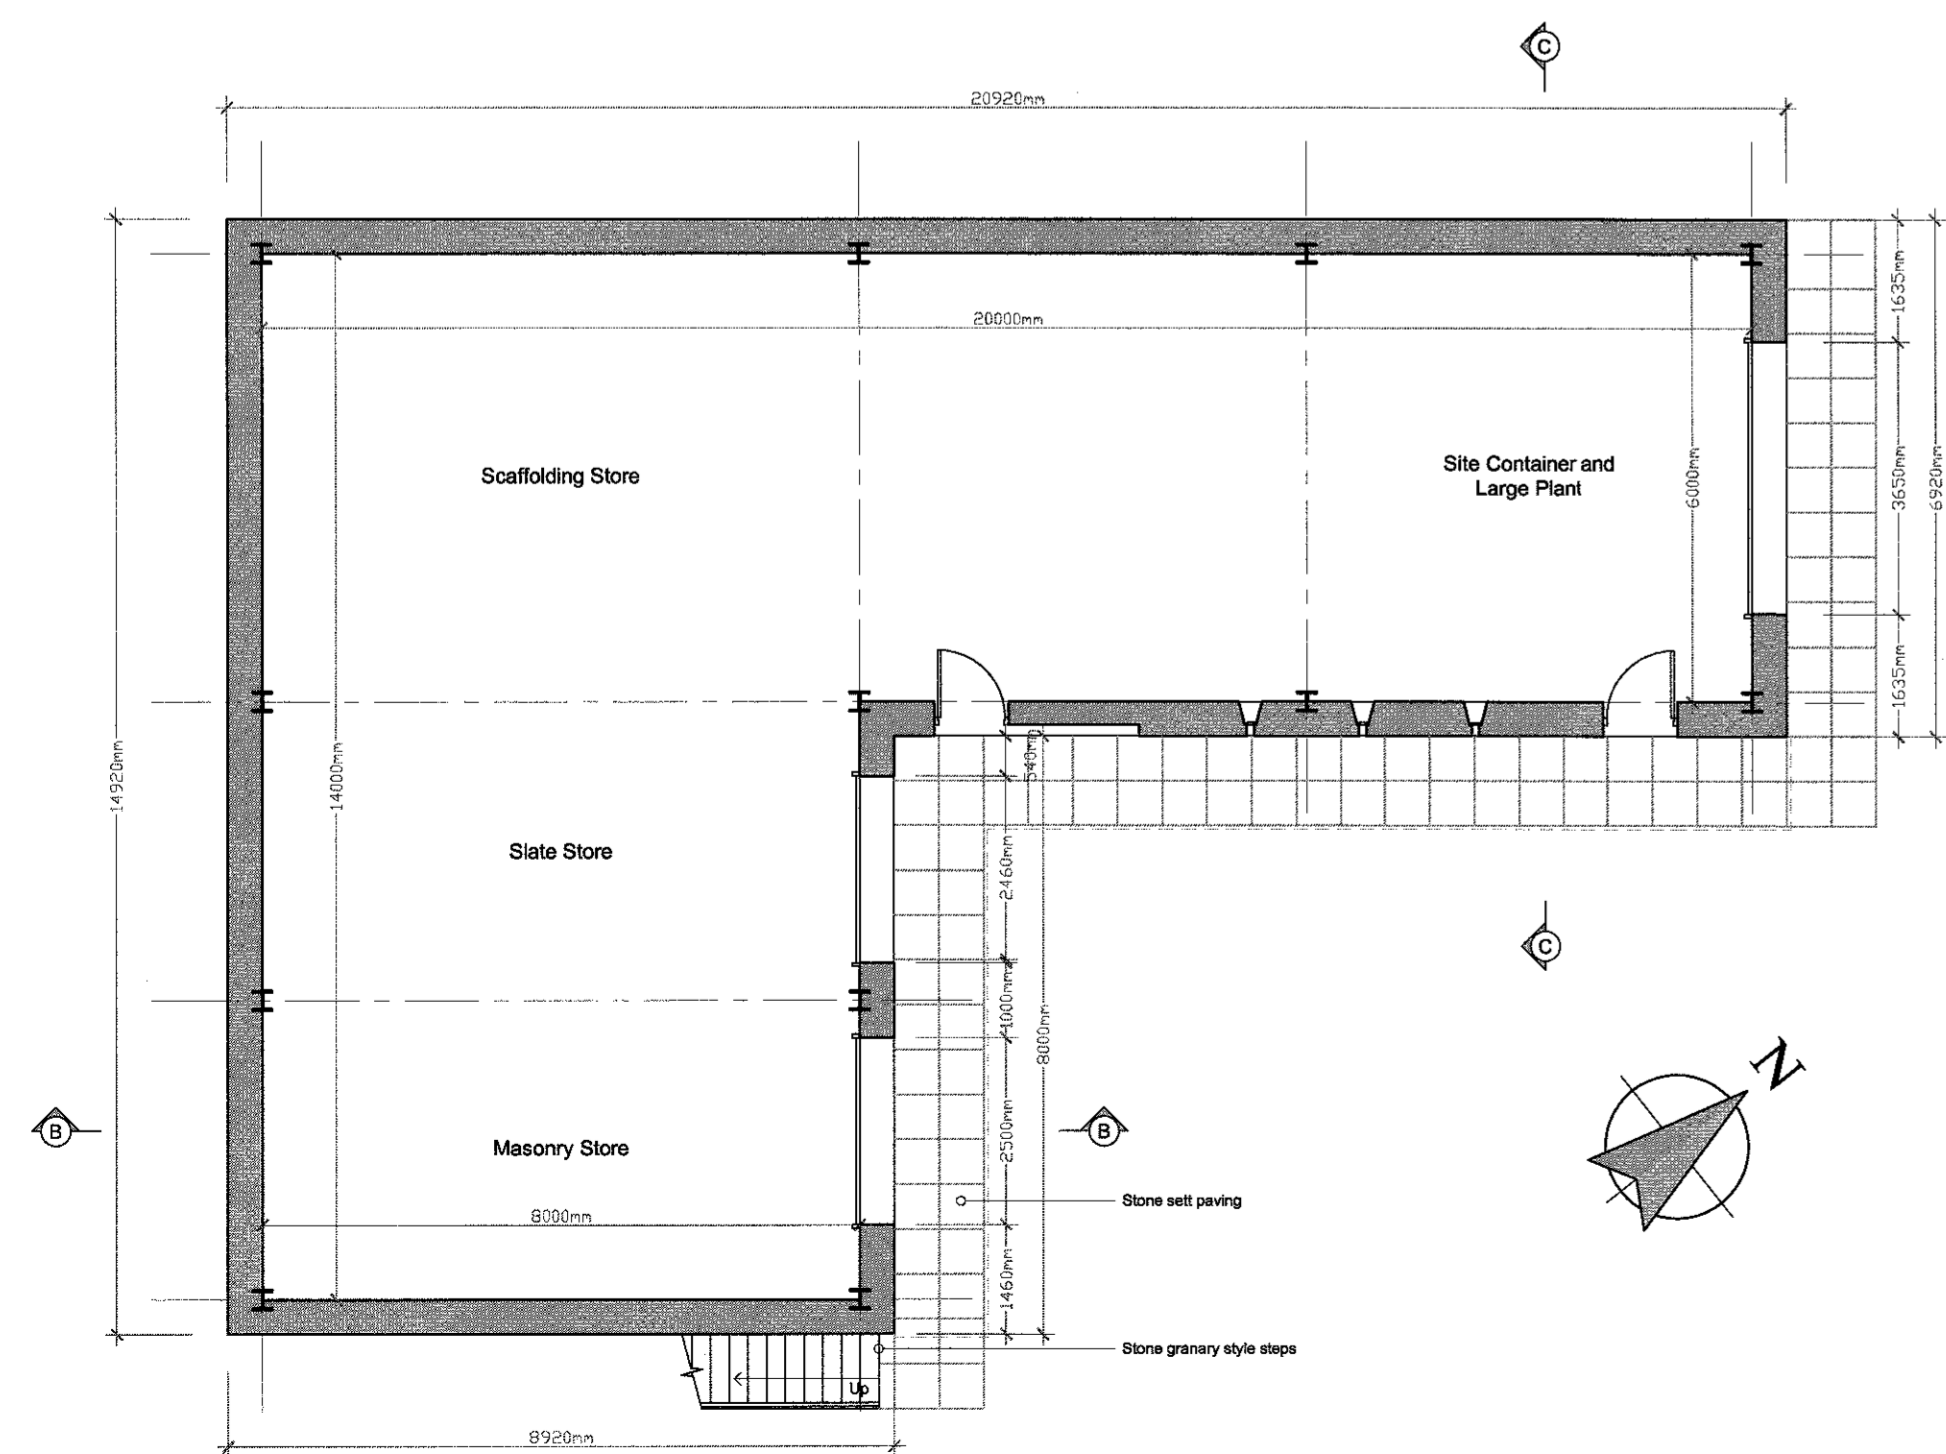 C
20920mm
20000mm
1635mm
Scaffolding Store
Site Container and
Large Plant
6000mm
3650mm
6920mm
1635mm
14920mm
14000mm
540mm
Slate Store
2460mm
C
1000mm
8000mm
N
B
B
2500mm
Masonry Store
Stone sett paving
8000mm
1460mm
Stone granary style steps
Up
8920mm